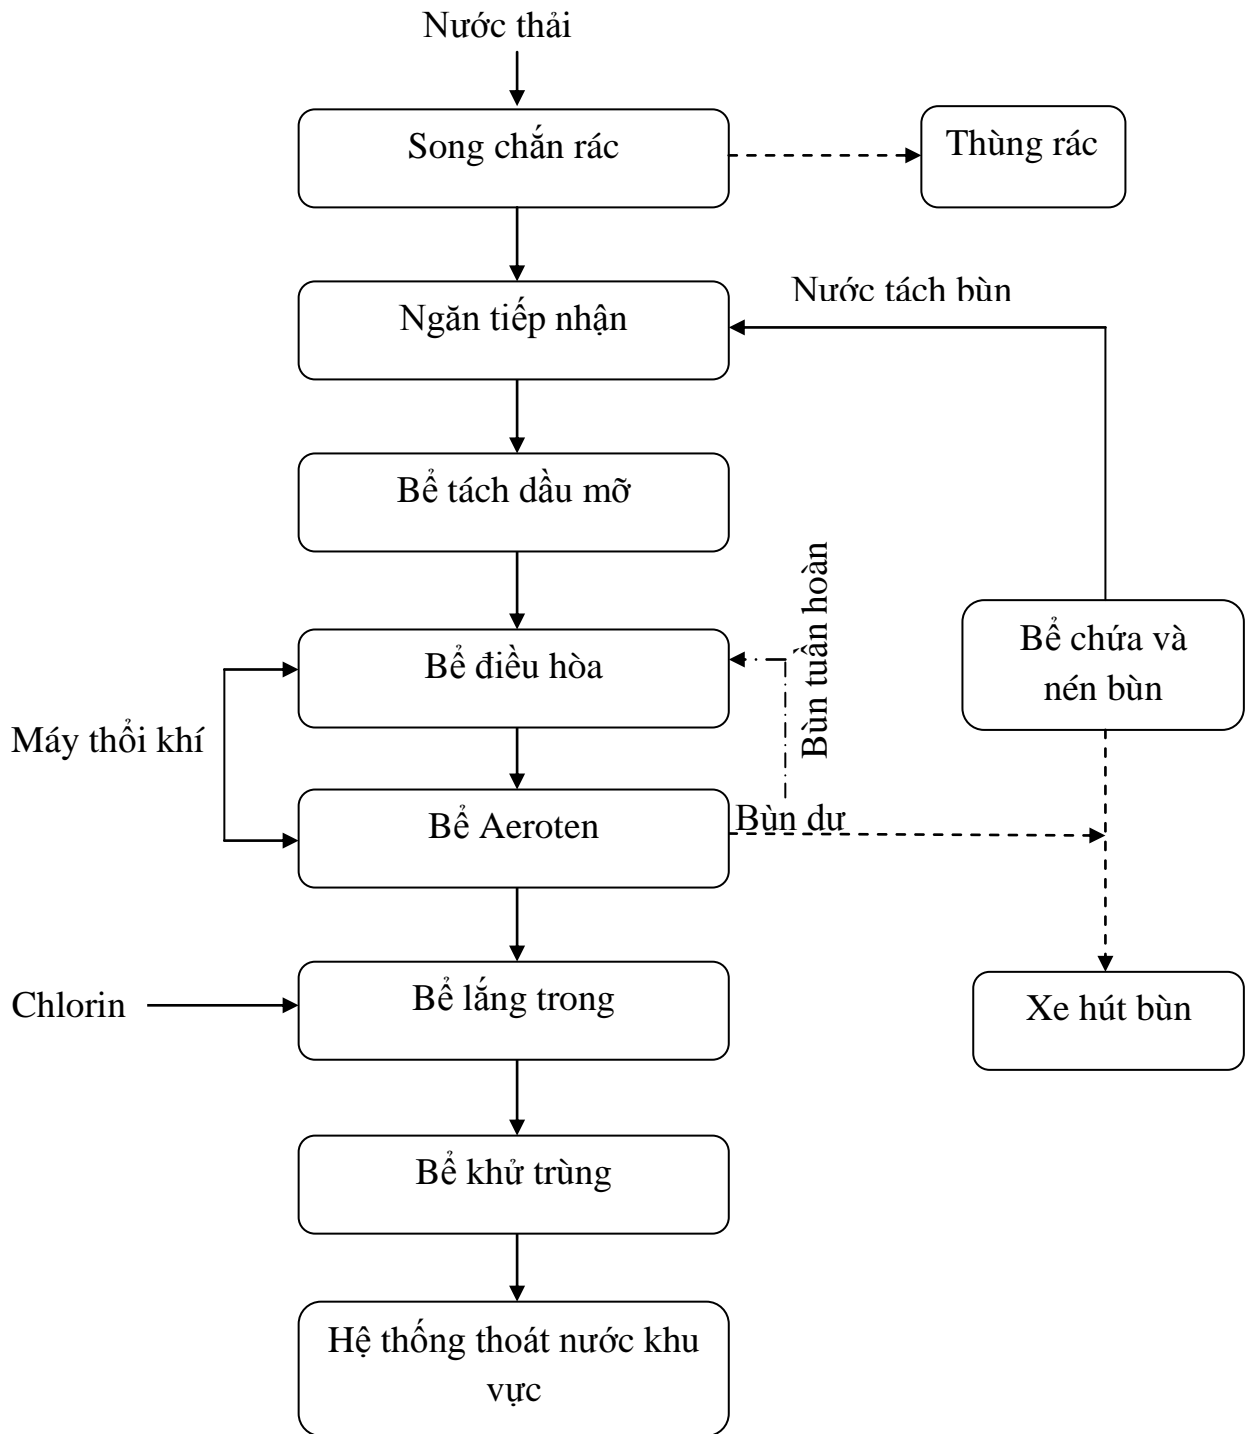 Nước thải
Song chắn rác
Thùng rác
Ngăn tiếp nhận
Nước tách bùn
Bể tách dầu mỡ
Bùn tuân hoàn
Bể điều hòa
Bể chứa và
nén bùn
Máy thổi khí
Bể Aeroten
Bùn dư
Chlorin
Bể lắng trong
Xe hút bùn
Bể khử trùng
Hệ thống thoát nước khu
vực